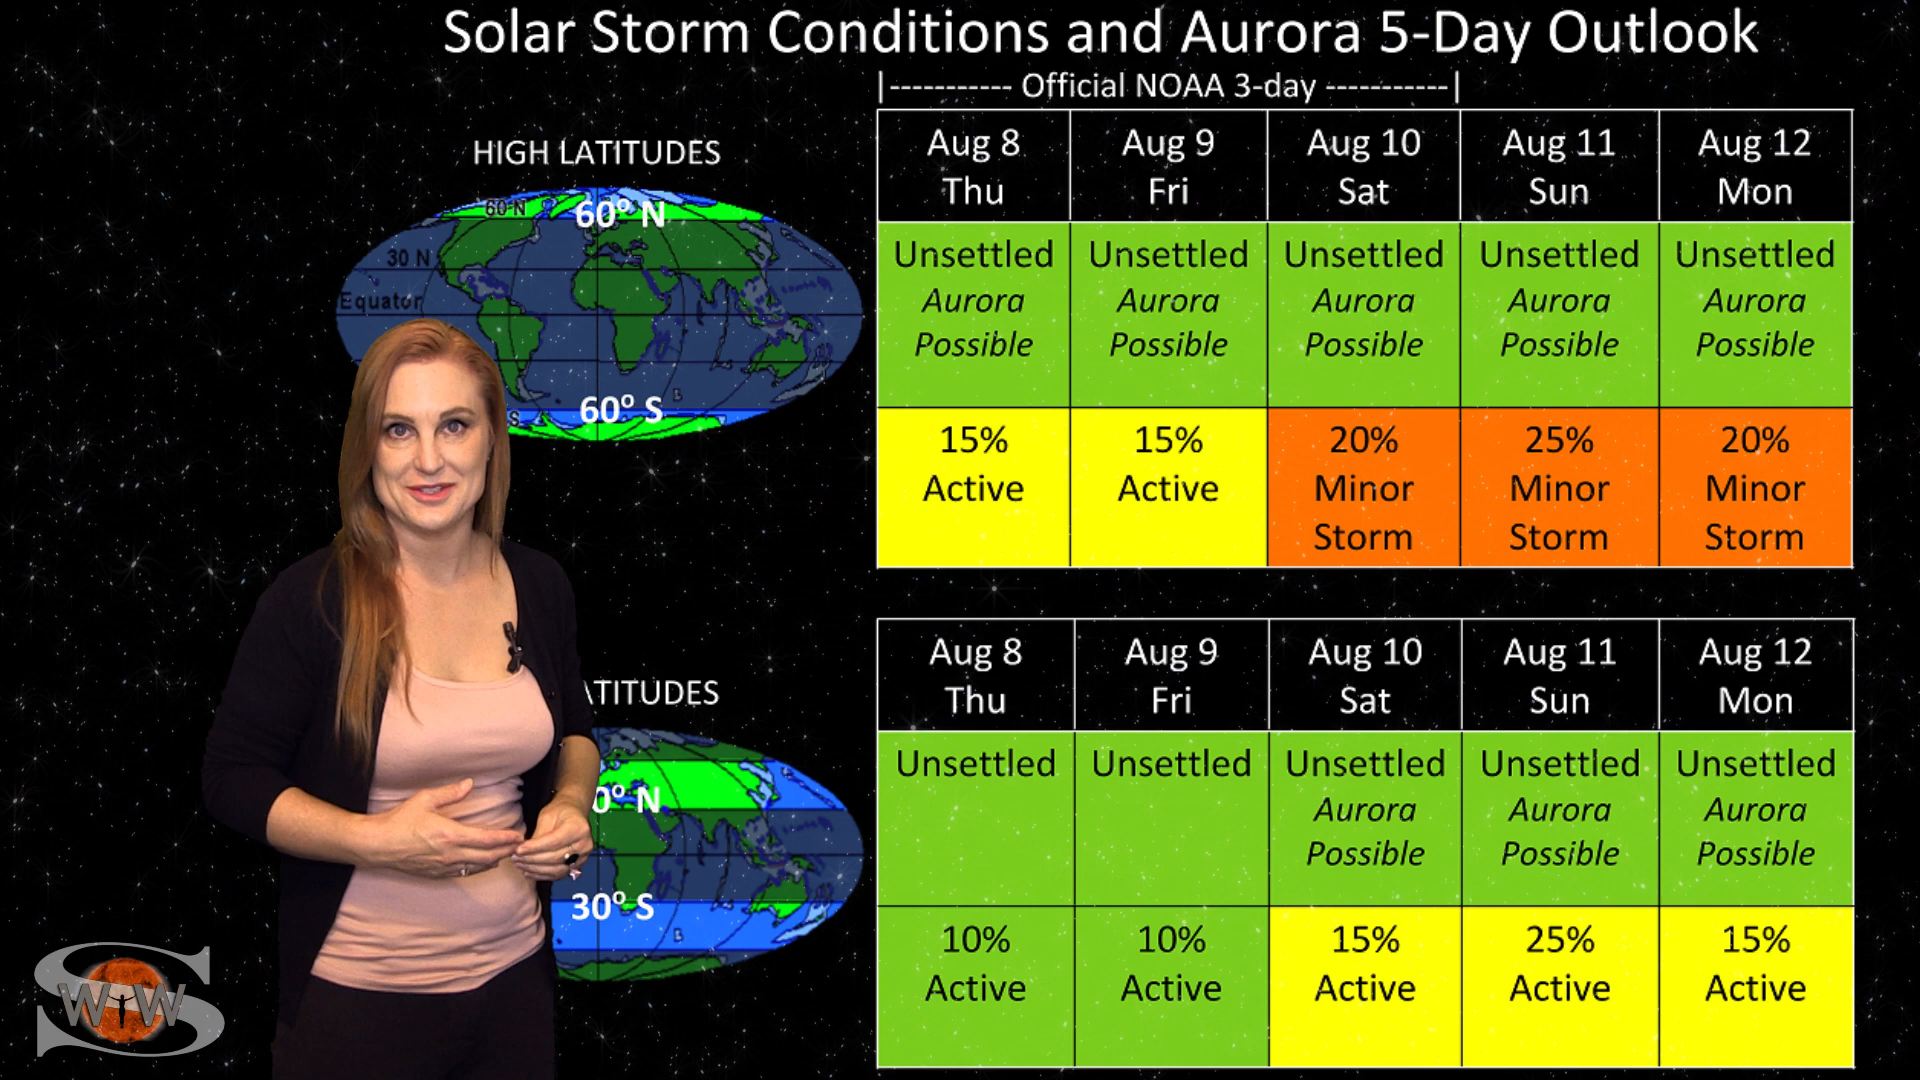 Solar Storm Conditions and Aurora 5-Day Outlook
|----------- Official NOAA 3-day -----------|
HIGH LATITUDES
60 N
60º N
30 N
Equator
S
60º S
Aug 8 Aug 9 Aug 10 Aug 11 Aug 12
Thu Fri Sat Sun Mon
Unsettled Unsettled Unsettled Unsettled Unsettled
Aurora Aurora Aurora Aurora Aurora
Possible Possible Possible Possible Possible
15% 15% 20% 25% 20%
Active Active Minor Minor Minor
Storm Storm Storm
ATITUDES
0º N
30º S
Aug 8 Aug 9 Aug 10 Aug 11 Aug 12
Thu Fri Sat Sun Mon
Unsettled Unsettled Unsettled Unsettled Unsettled
Aurora Aurora Aurora
Possible Possible Possible
10% 10% 15% 25% 15%
Active Active Active Active Active
S
WTW